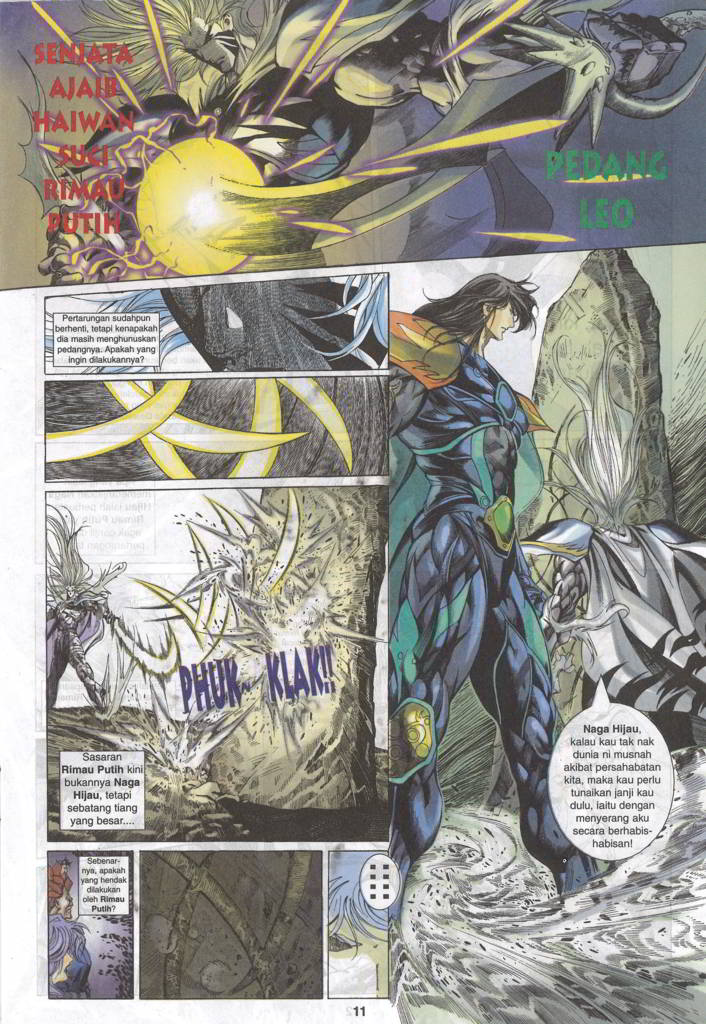 SENJATA
AJAIB
HAIWAN
SUCI
RIMAU
PUTIH
PEDANG
LEO
Pertarungan sudahpun
berhenti, tetapi kenapakah
dia masih menghunuskan
pedangnya. Apakah yang
ingin dilakukannya?
PHUK~ KLAK!!
Sasaran
Rimau Putih kini
bukannya Naga
Hijau, tetapi
sebatang tiang
yang besar....
Naga Hijau,
kalau kau tak nak
dunia ni musnah
akibat persahabatan
kita, maka kau perlu
tunaikan janji kau
dulu, iaitu dengan
menyerang aku
secara berhabis-
habisan!
Sebenar-
nya, apakah
yang hendak
dilakukan
oleh Rimau
Putih?
11